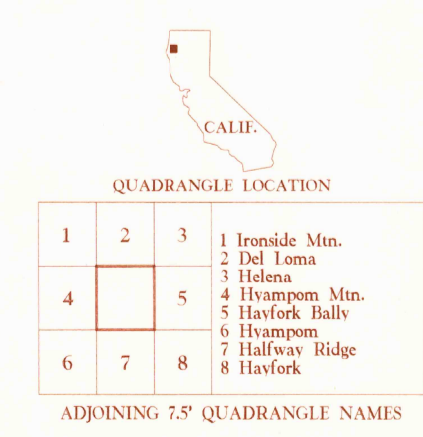 CALIF.
QUADRANGLE LOCATION
1 2 3
4 5
6 7 8
1 Ironside Mtn.
2 Del Loma
3 Helena
4 Hyampom Mtn.
5 Hayfork Bally
6 Hyampom
7 Halfway Ridge
8 Hayfork
ADJOINING 7.5' QUADRANGLE NAMES